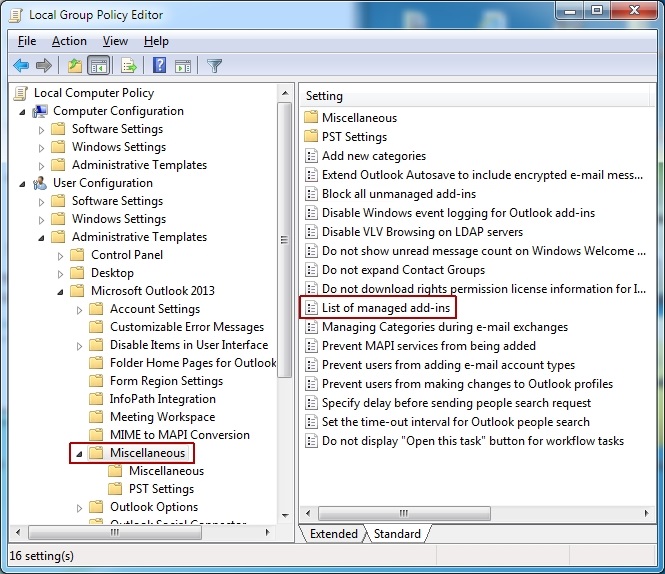 Local Group Policy Editor
File Action View Help
Local Computer Policy
Computer Configuration
Software Settings
Windows Settings
Administrative Templates
User Configuration
Software Settings
Windows Settings
Administrative Templates
Control Panel
Desktop
Microsoft Outlook 2013
Account Settings
Customizable Error Messages
Disable Items in User Interface
Folder Home Pages for Outlook
Form Region Settings
InfoPath Integration
Meeting Workspace
MIME to MAPI Conversion
Miscellaneous
Miscellaneous
PST Settings
Outlook Options
Outlook Social Connector
Setting
Miscellaneous
PST Settings
Add new categories
Extend Outlook Autosave to include encrypted e-mail mess...
Block all unmanaged add-ins
Disable Windows event logging for Outlook add-ins
Disable VLV Browsing on LDAP servers
Do not show unread message count on Windows Welcome ...
Do not expand Contact Groups
Do not download rights permission license information for I...
List of managed add-ins
Managing Categories during e-mail exchanges
Prevent MAPI services from being added
Prevent users from adding e-mail account types
Prevent users from making changes to Outlook profiles
Specify delay before sending people search request
Set the time-out interval for Outlook people search
Do not display "Open this task" button for workflow tasks
Extended Standard
16 setting(s)